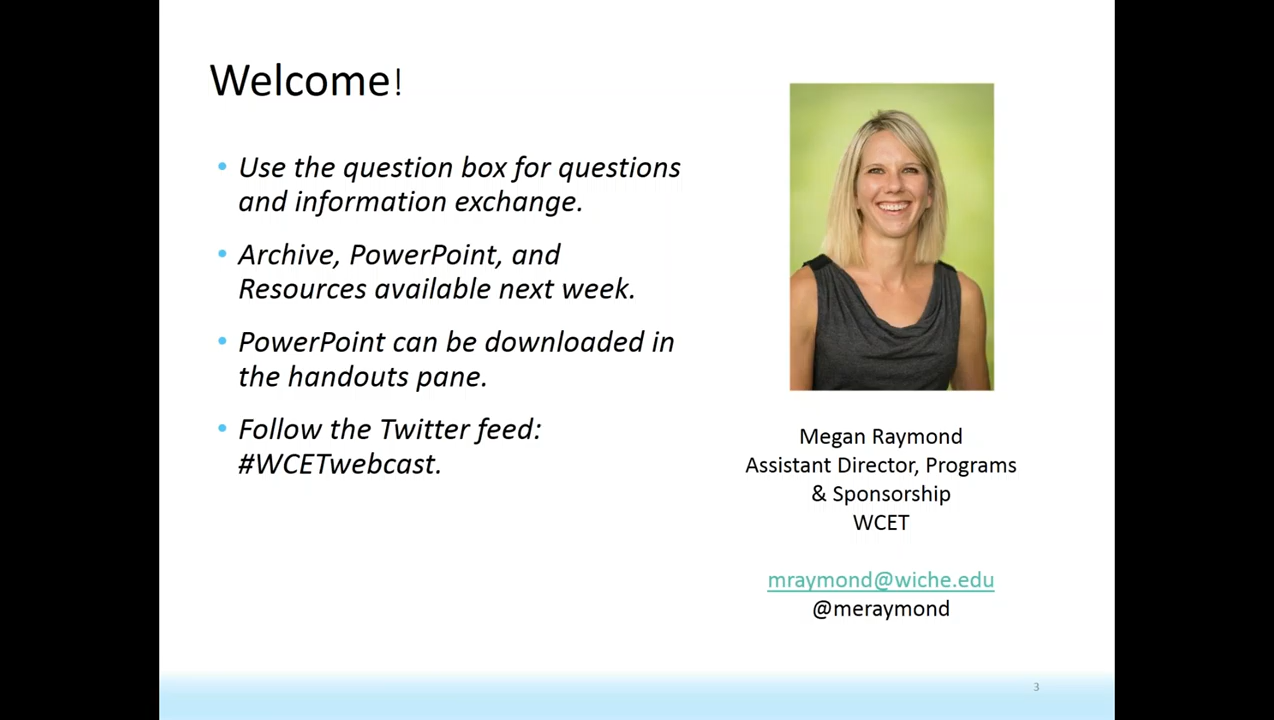 Welcome!
• Use the question box for questions
and information exchange.
• Archive, PowerPoint, and
Resources available next week.
• PowerPoint can be downloaded in
the handouts pane.
• Follow the Twitter feed:
#WCETwebcast.
Megan Raymond
Assistant Director, Programs
& Sponsorship
WCET
mraymond@wiche.edu
@meraymond
3